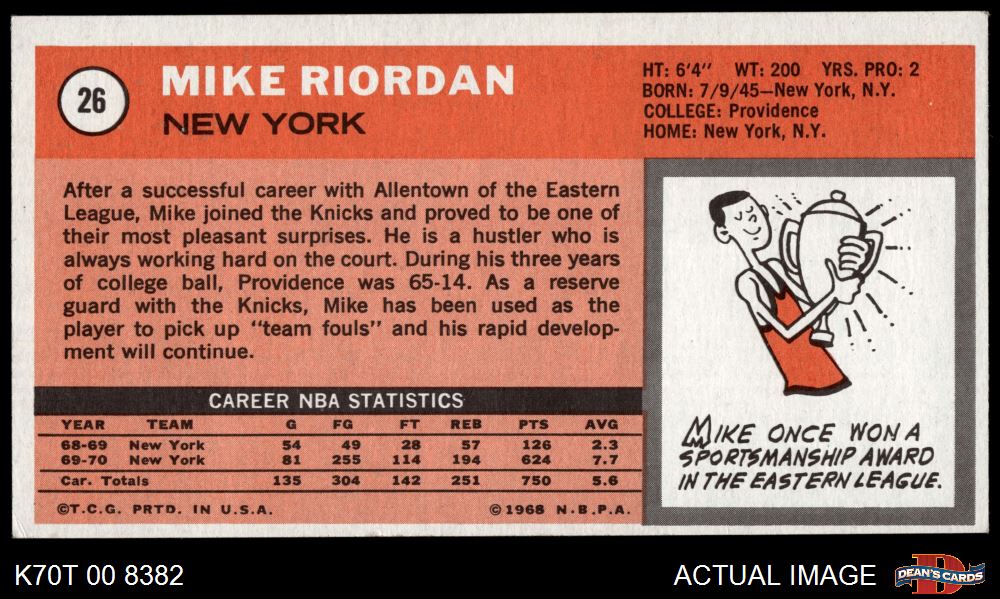 26
MIKE RIORDAN
NEW YORK
HT: 6'4" WT: 200 YRS. PRO: 2
BORN: 7/9/45—New York, N.Y.
COLLEGE: Providence
HOME: New York, N.Y.
After a successful career with Allentown of the Eastern
League, Mike joined the Knicks and proved to be one of
their most pleasant surprises. He is a hustler who is
always working hard on the court. During his three years
of college ball, Providence was 65-14. As a reserve
guard with the Knicks, Mike has been used as the
player to pick up "team fouls" and his rapid develop-
ment will continue.
CAREER NBA STATISTICS
YEAR TEAM G FG FT REB PTS AVG
68-69 New York 54 49 28 57 126 2.3
69-70 New York 81 255 114 194 624 7.7
Car. Totals 135 304 142 251 750 5.6
©T.C.G. PRTD. IN U.S.A. ©1968 N.B.P.A.
MIKE ONCE WON A
SPORTSMANSHIP AWARD
IN THE EASTERN LEAGUE.
K70T 00 8382
ACTUAL IMAGE
D
DEAN'S CARDS